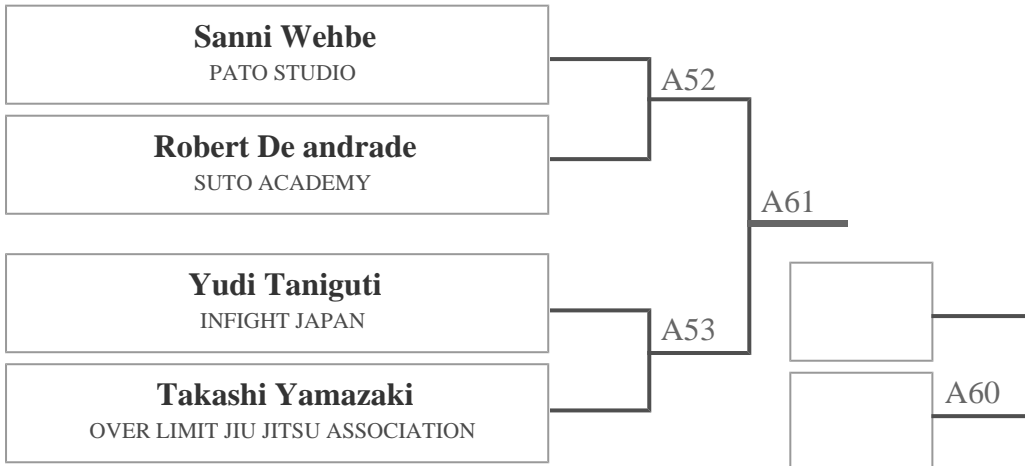 Sanni Wehbe
PATO STUDIO
A52
Robert De andrade
SUTO ACADEMY
A61
Yudi Taniguti
INFIGHT JAPAN
A53
Takashi Yamazaki
OVER LIMIT JIU JITSU ASSOCIATION
A60